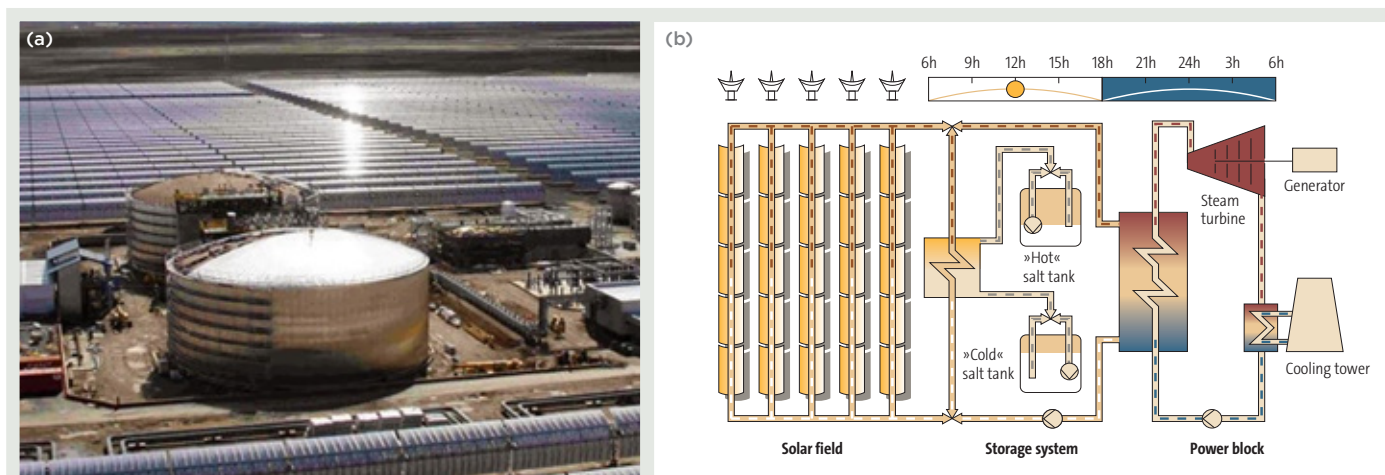 (a)
(b)
6h 9h 12h 15h 18h 21h 24h 3h 6h
Generator
Steam
turbine
»Hot«
salt tank
»Cold«
salt tank
Cooling tower
Solar field Storage system Power block